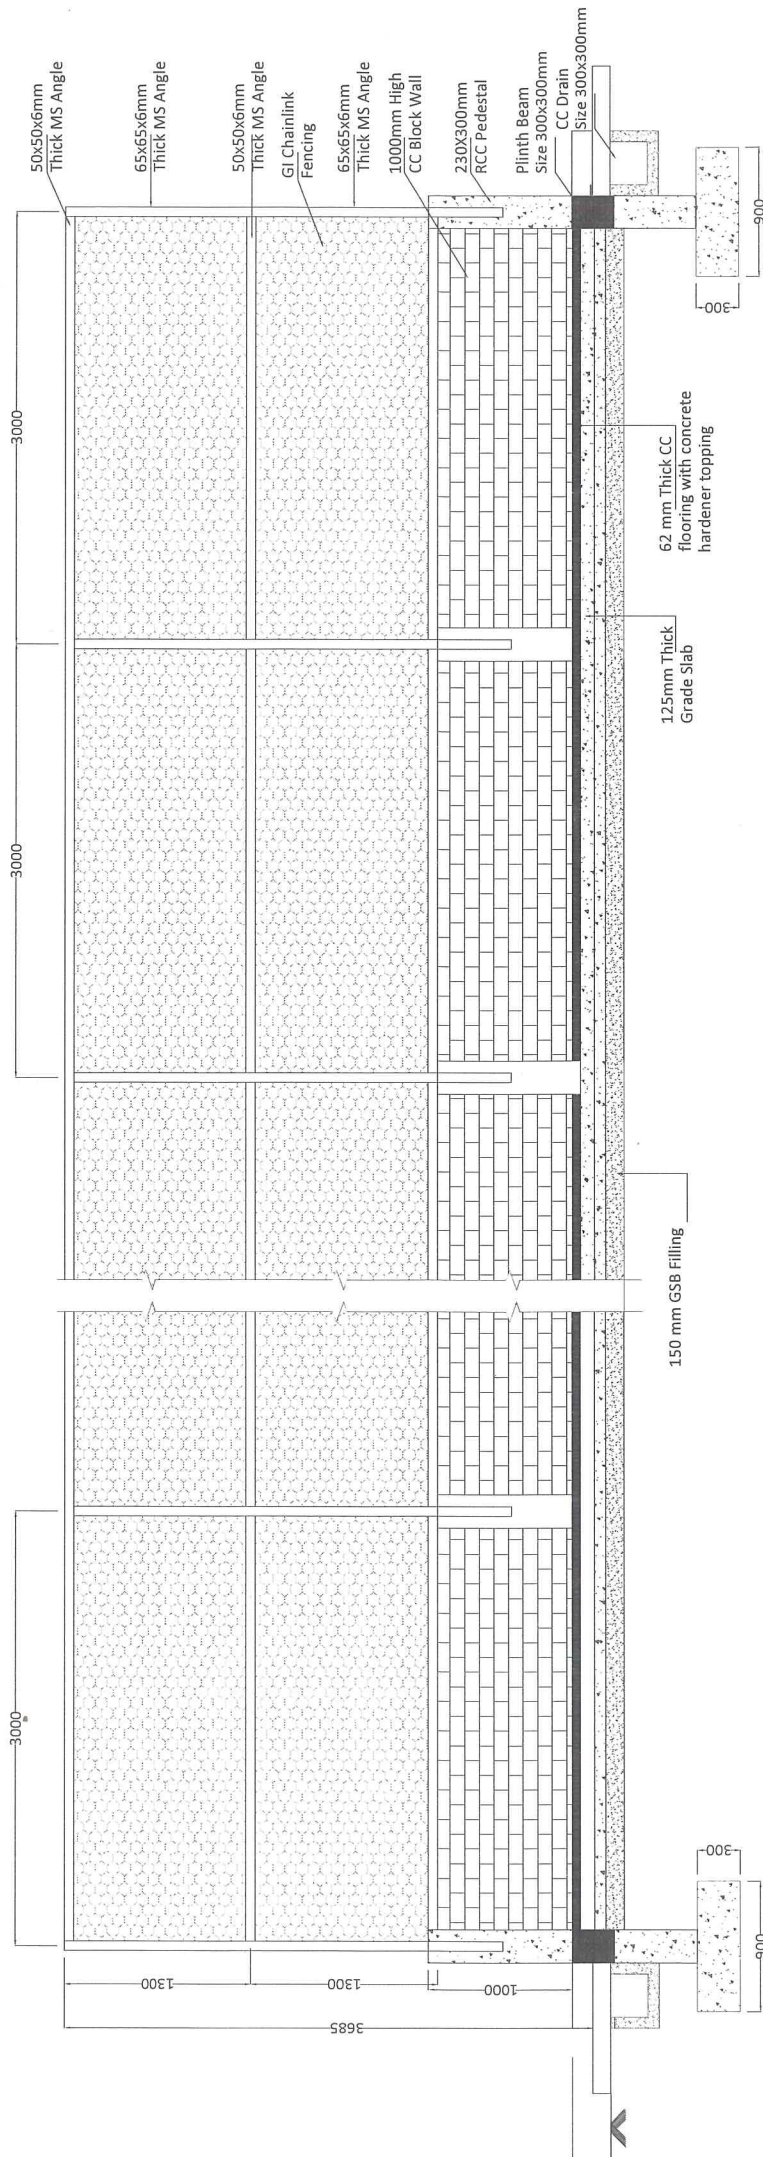 3000
3000
3000
50x50x6mm
Thick MS Angle
65x65x6mm
Thick MS Angle
50x50x6mm
Thick MS Angle
GI Chainlink
Fencing
65x65x6mm
Thick MS Angle
1000mm High
CC Block Wall
230X300mm
RCC Pedestal
Plinth Beam
Size 300x300mm
CC Drain
Size 300x300mm
1300
1300
1000
3685
300
900
150 mm GSB Filling
125mm Thick
Grade Slab
62 mm Thick CC
flooring with concrete
hardener topping
300
900